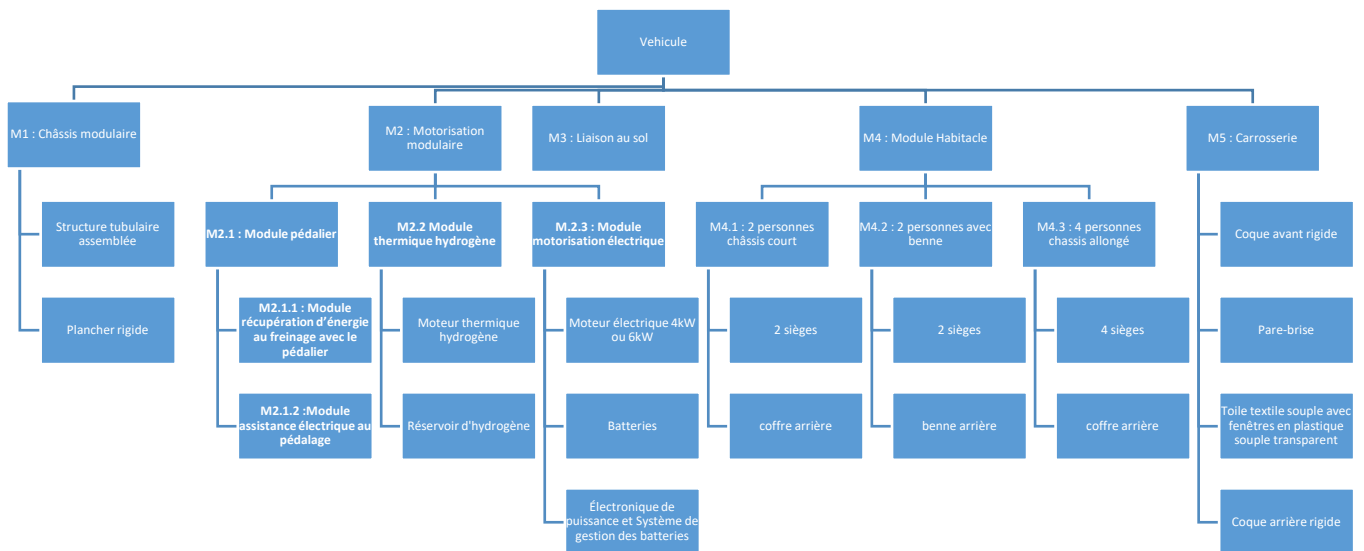 Vehicule
M1 : Châssis modulaire
M2 : Motorisation
modulaire
M3 : Liaison au sol
M4 : Module Habitacle
M5 : Carrosserie
Structure tubulaire
assemblée
Plancher rigide
M2.1 : Module pédalier
M2.1.1 : Module
récupération d'énergie
au freinage avec le
pédalier
M2.1.2 :Module
assistance électrique au
pédalage
M2.2 Module
thermique hydrogène
Moteur thermique
hydrogène
Réservoir d'hydrogène
M.2.3 : Module
motorisation électrique
Moteur électrique 4kW
ou 6kW
Batteries
Électronique de
puissance et Système de
gestion des batteries
M4.1 : 2 personnes
châssis court
2 sièges
coffre arrière
M4.2 : 2 personnes avec
benne
2 sièges
benne arrière
M4.3 : 4 personnes
chassis allongé
4 sièges
coffre arrière
Coque avant rigide
Pare-brise
Toile textile souple avec
fenêtres en plastique
souple transparent
Coque arrière rigide